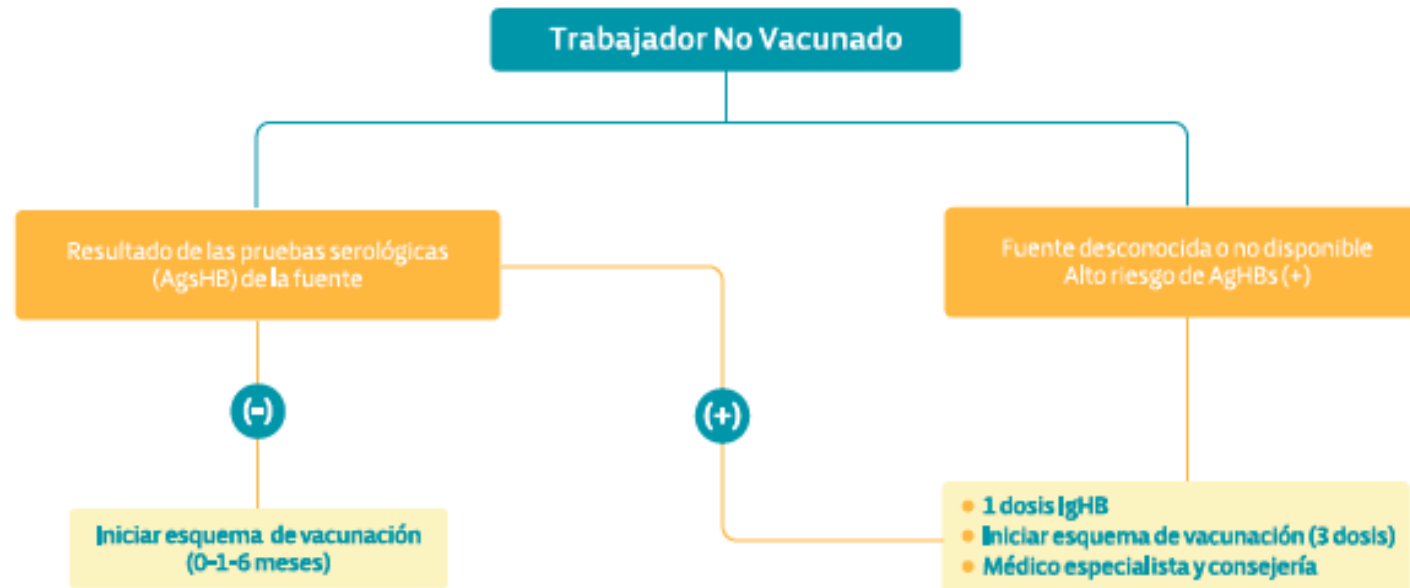 Trabajador No Vacunado
Resultado de las pruebas serológicas
(AgsHB) de la fuente
Fuente desconocida o no disponible
Alto riesgo de AgHBs (+)
(-)
(+)
Iniciar esquema de vacunación
(0-1-6 meses)
• 1 dosis IgHB
• Iniciar esquema de vacunación (3 dosis)
• Médico especialista y consejería